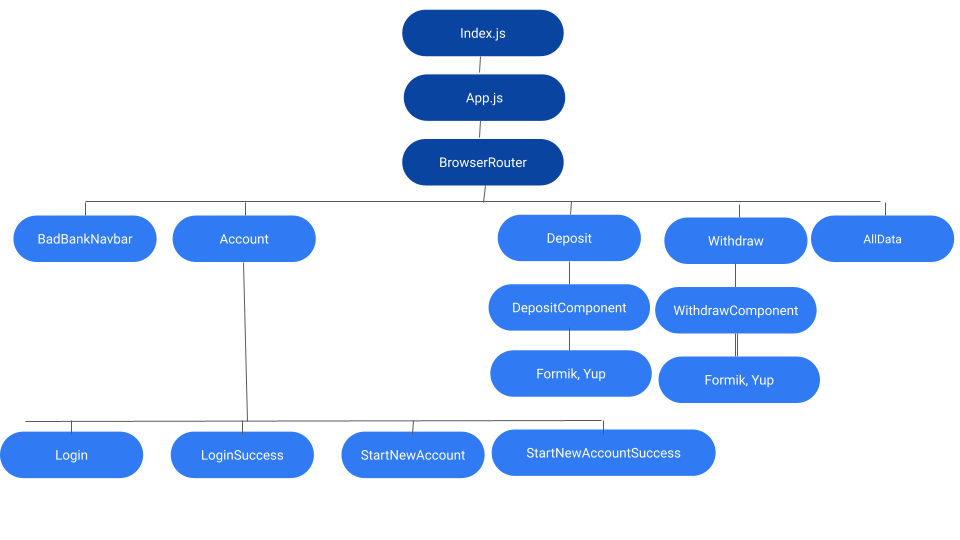 Index.js
App.js
BrowserRouter
BadBankNavbar
Account
Deposit
Withdraw
AllData
DepositComponent
WithdrawComponent
Formik, Yup
Formik, Yup
Login
LoginSuccess
StartNewAccount
StartNewAccountSuccess